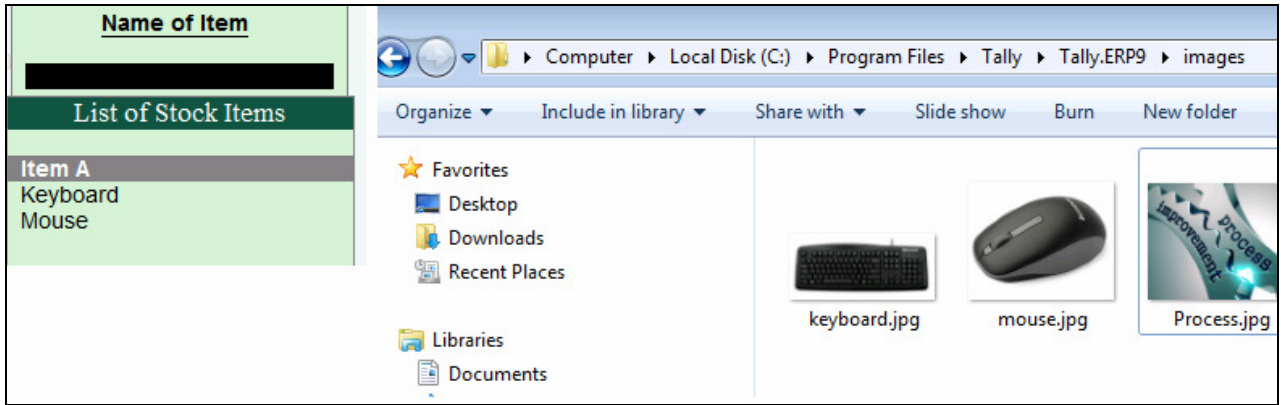 Name of Item
List of Stock Items
Item A
Keyboard
Mouse
Computer Local Disk (C:) Program Files Tally Tally.ERP9 images
Organize Include in library Share with Slide show Burn New folder
Favorites
Desktop
Downloads
Recent Places
Libraries
Documents
improvement process
keyboard.jpg mouse.jpg Process.jpg